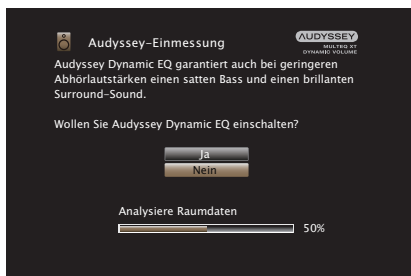 Audyssey-Einmessung
AUDYSSEY
MULTEQ XT
DYNAMIC VOLUME
Audyssey Dynamic EQ garantiert auch bei geringeren
Abhörlautstärken einen satten Bass und einen brillanten
Surround-Sound.
Wollen Sie Audyssey Dynamic EQ einschalten?
Ja
Nein
Analysiere Raumdaten
50%